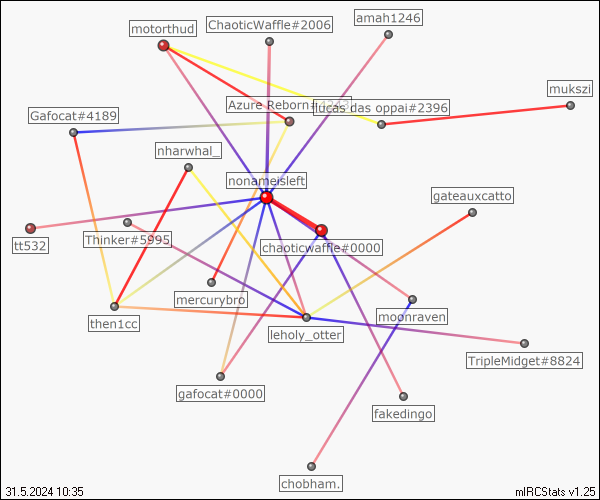 ChaoticWaffle#2006
amah1246
motorthud
mukszi
Azure Reborn#
lucas das oppai#2396
Gafocat#4189
nharwhal_
nonameisleft
gateauxcatto
tt532
Thinker#5995
chaoticwaffle#0000
mercurybro
moonraven
then1cc
leholy_otter
TripleMidget#8824
gafocat#0000
fakedingo
chobham.
31.5.2024 10:35
mIRCStats v1.25